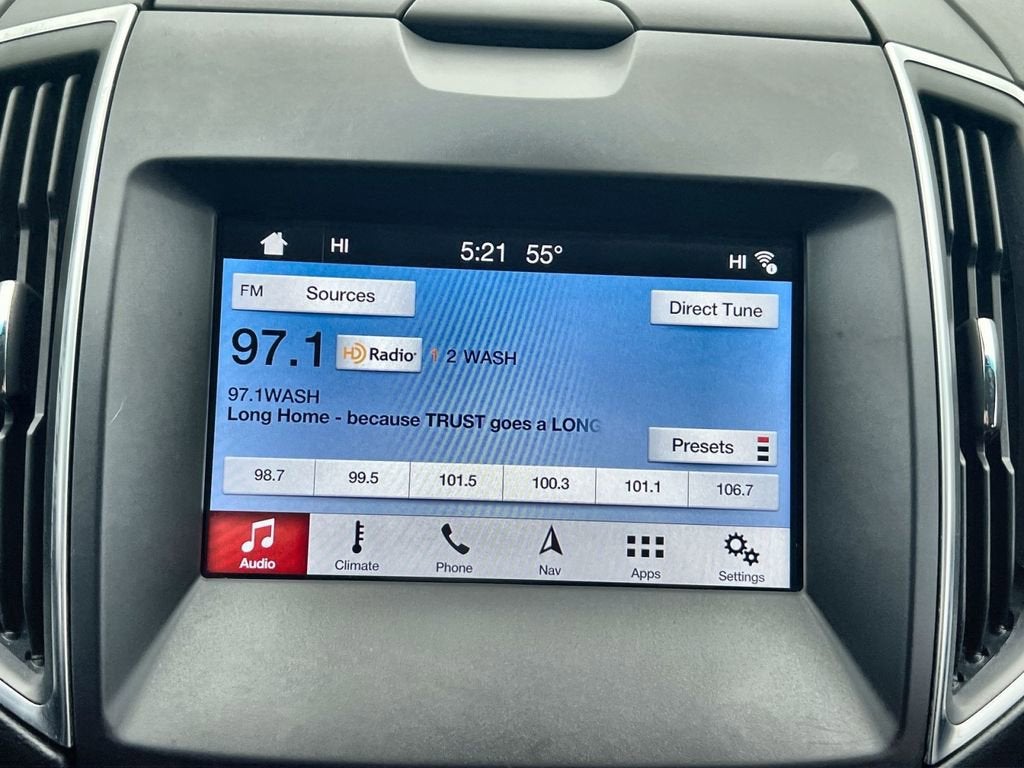 HI 5:21 55° HI
FM Sources Direct Tune
97.1 HD Radio 1 2 WASH
97.1WASH
Long Home - because TRUST goes a LONG
Presets
98.7 99.5 101.5 100.3 101.1 106.7
Audio Climate Phone Nav Apps Settings